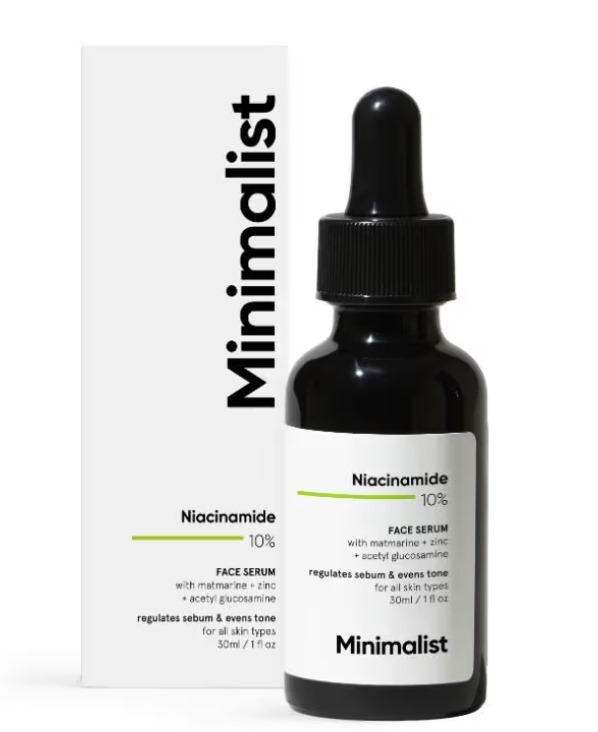 Minimalist
Niacinamide
10%
FACE SERUM
with matmarine + zinc
+ acetyl glucosamine
regulates sebum & evens tone
for all skin types
30ml / 1 fl oz
Niacinamide
10%
FACE SERUM
with matmarine + zinc
+ acetyl glucosamine
regulates sebum & evens tone
for all skin types
30ml / 1 fl oz
Minimalist